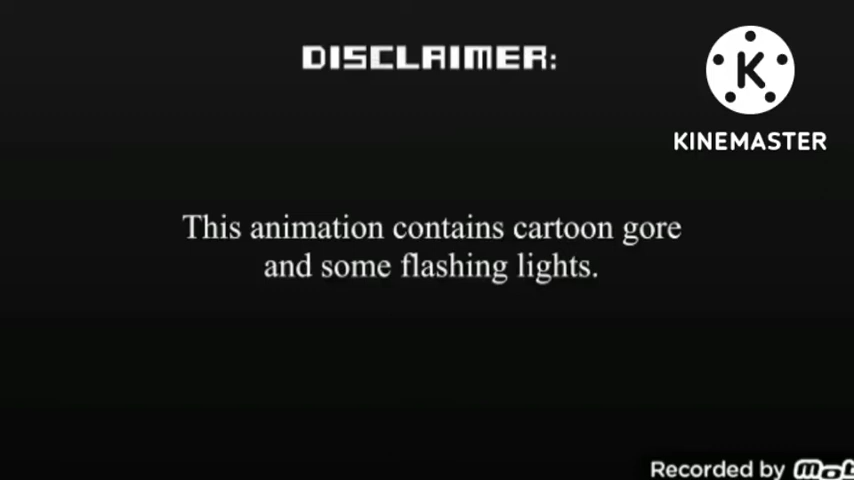 DISCLAIMER:
K
KINEMASTER
This animation contains cartoon gore
and some flashing lights.
Recorded by